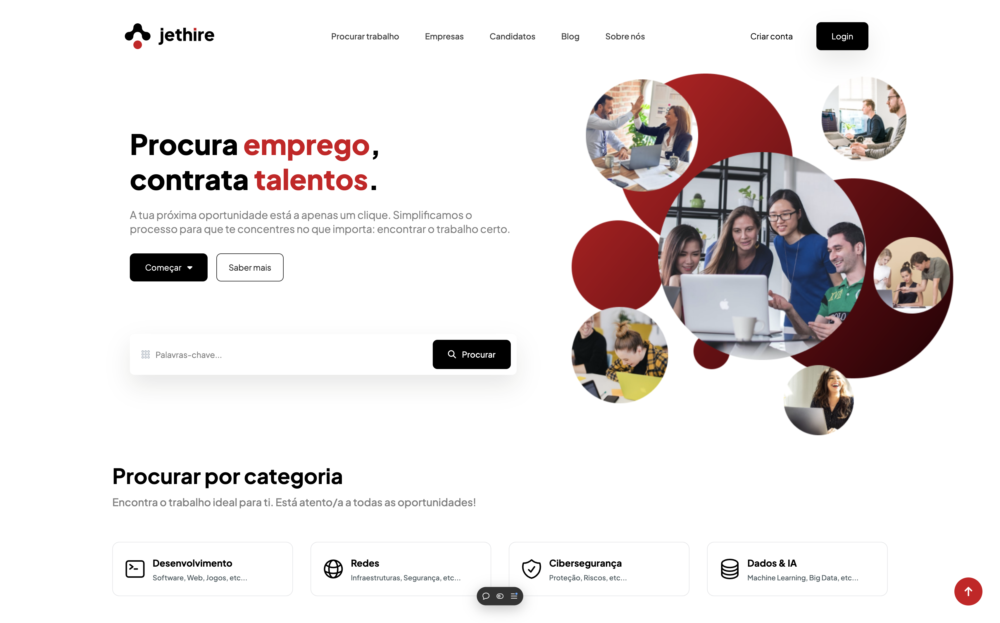 jethire
Procurar trabalho
Empresas
Candidatos
Blog
Sobre nós
Criar conta
Login
Procura emprego,
contrata talentos.
A tua próxima oportunidade está a apenas um clique. Simplificamos o
processo para que te concentres no que importa: encontrar o trabalho certo.
Começar
Saber mais
Palavras-chave...
Procurar
XVII
POLO
Procurar por categoria
Encontra o trabalho ideal para ti. Está atento/a a todas as oportunidades!
Desenvolvimento
Software, Web, Jogos, etc...
Redes
Infraestruturas, Segurança, etc...
Cibersegurança
Proteção, Riscos, etc...
Dados & IA
Machine Learning, Big Data, etc...